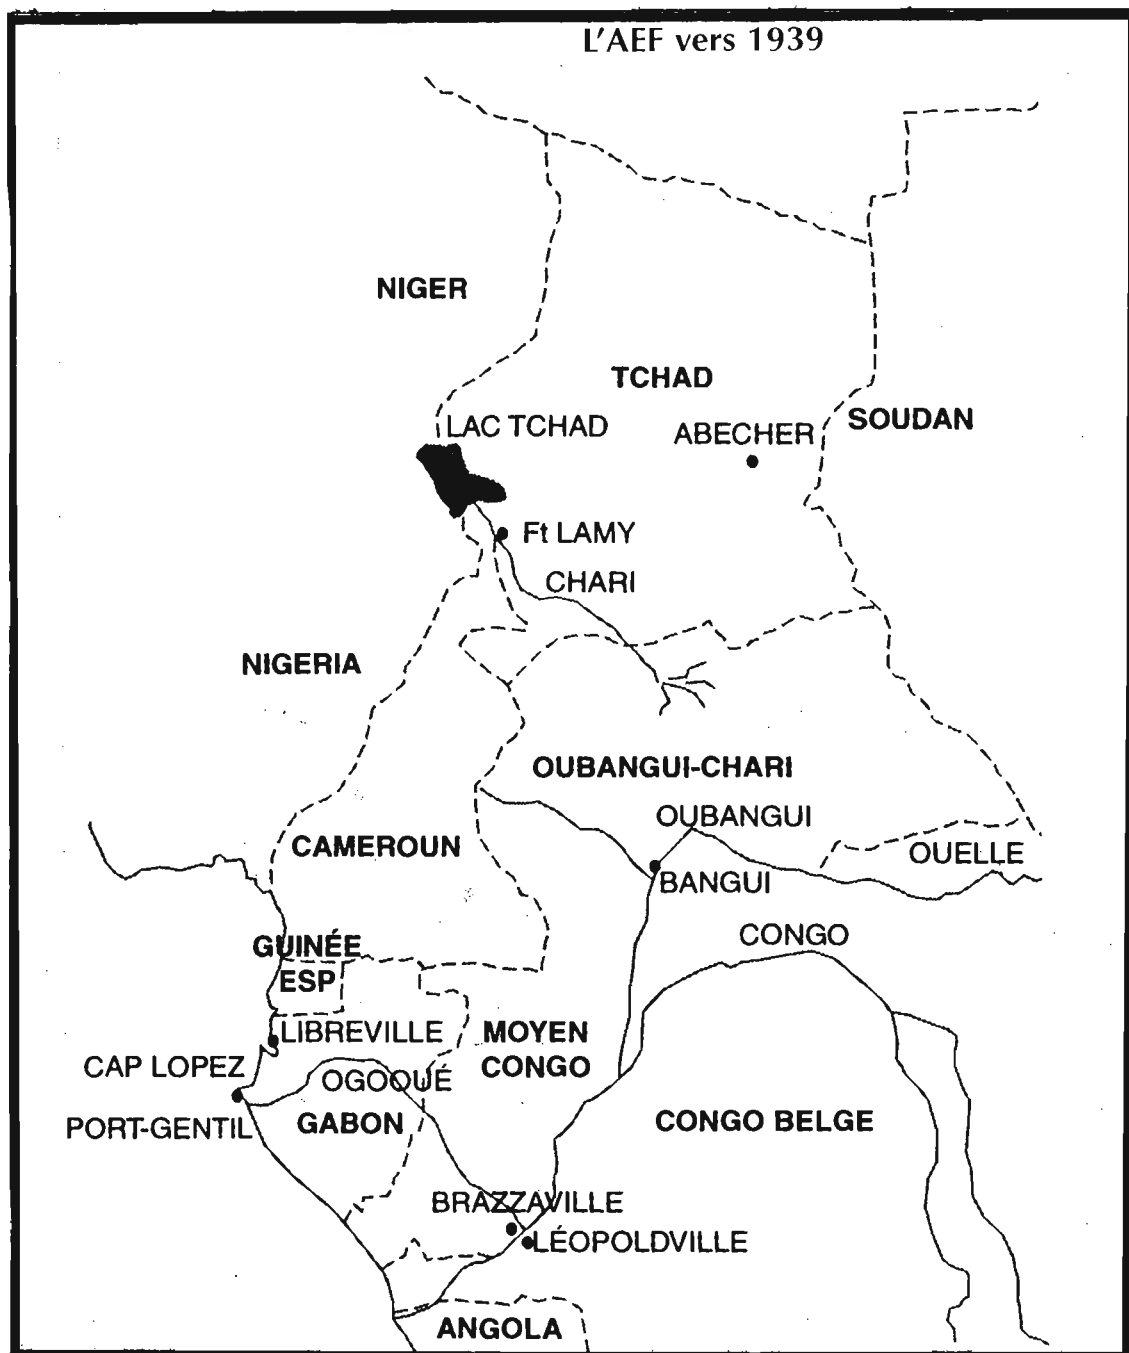 L'AEF vers 1939
NIGER
TCHAD
LAC TCHAD
ABECHER
SOUDAN
Ft LAMY
CHARI
NIGERIA
OUBANGUI-CHARI
OUBANGUI
CAMEROUN
OUELLE
BANGUI
CONGO
GUINÉE
ESP
LIBREVILLE
MOYEN
CONGO
CAP LOPEZ
OGOOUÉ
PORT-GENTIL
GABON
CONGO BELGE
BRAZZAVILLE
LÉOPOLDVILLE
ANGOLA